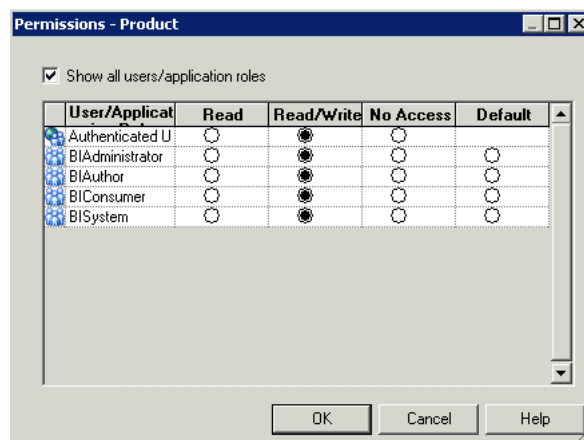 Permissions - Product
Show all users/application roles
User/Applicat Read Read/Write No Access Default
Authenticated U
BIAdministrator
BIAuthor
BIConsumer
BISystem
OK Cancel Help